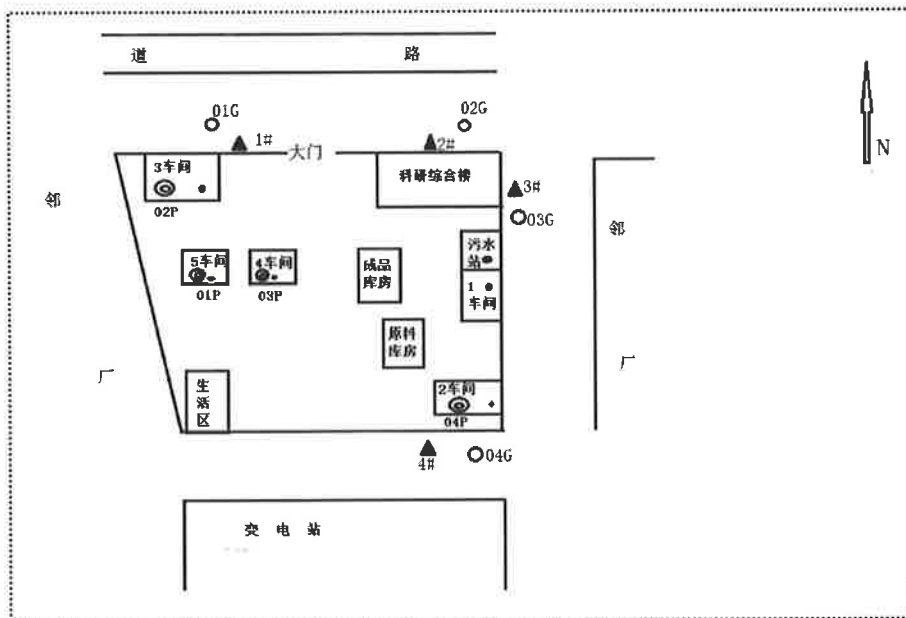 道 路
01G
02G
1#
大门
2#
N
3车间
科研综合楼
3#
02P
03G
邻
邻
污水
站
5车间
4车间
成品
库房
1
车间
01P
03P
原料
库房
厂
厂
生
活
区
2车间
04P
4#
04G
变 电 站